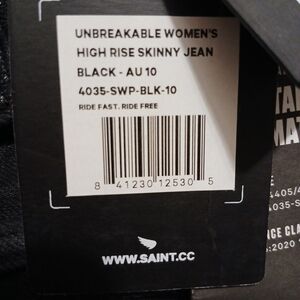 UNBREAKABLE WOMEN'S
HIGH RISE SKINNY JEAN
BLACK - AU 10
4035-SWP-BLK-10
RIDE FAST. RIDE FREE
8 41230 12530 5
WWW.SAINT.CC